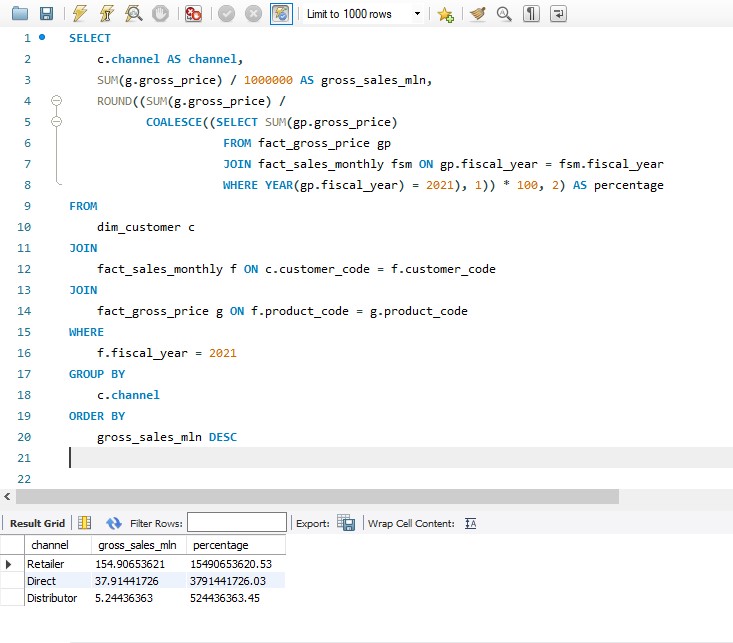 Limit to 1000 rows
1 SELECT
2 c.channel AS channel,
3 SUM(g.gross_price) / 1000000 AS gross_sales_mln,
4 ROUND((SUM(g.gross_price) /
5 COALESCE((SELECT SUM(gp.gross_price)
6 FROM fact_gross_price gp
7 JOIN fact_sales_monthly fsm ON gp.fiscal_year = fsm.fiscal_year
8 WHERE YEAR(gp.fiscal_year) = 2021), 1)) * 100, 2) AS percentage
9 FROM
10 dim_customer c
11 JOIN
12 fact_sales_monthly f ON c.customer_code = f.customer_code
13 JOIN
14 fact_gross_price g ON f.product_code = g.product_code
15 WHERE
16 f.fiscal_year = 2021
17 GROUP BY
18 c.channel
19 ORDER BY
20 gross_sales_mln DESC
21
22
Result Grid Filter Rows: Export: Wrap Cell Content: IA
channel gross_sales_mln percentage
Retailer 154.90653621 15490653620.53
Direct 37.91441726 3791441726.03
Distributor 5.24436363 524436363.45